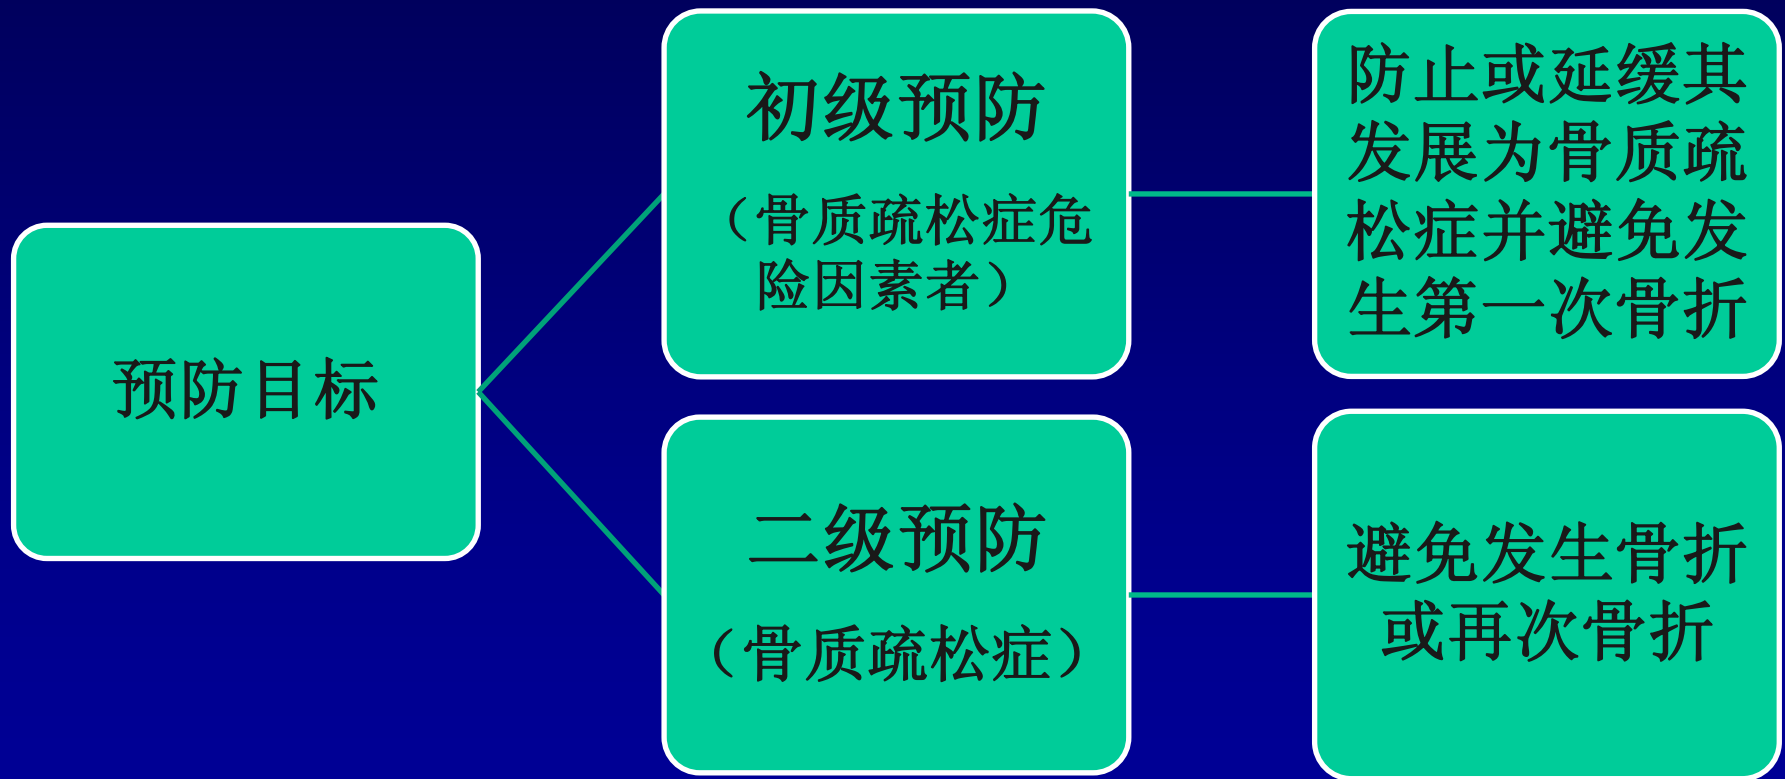 预防目标
初级预防
（骨质疏松症危
险因素者）
防止或延缓其
发展为骨质疏
松症并避免发
生第一次骨折
二级预防
（骨质疏松症）
避免发生骨折
或再次骨折